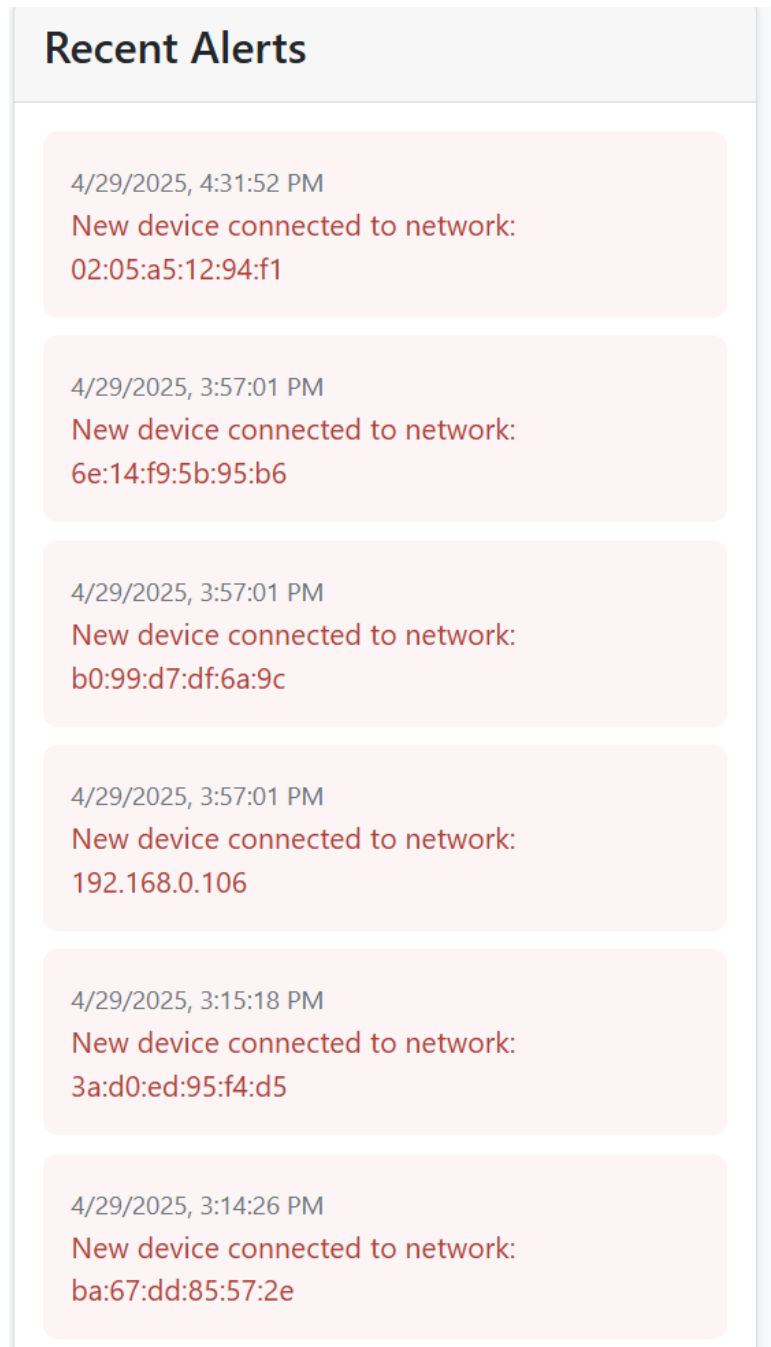 Recent Alerts
4/29/2025, 4:31:52 PM
New device connected to network:
02:05:a5:12:94:f1
4/29/2025, 3:57:01 PM
New device connected to network:
6e:14:f9:5b:95:b6
4/29/2025, 3:57:01 PM
New device connected to network:
b0:99:d7:df:6a:9c
4/29/2025, 3:57:01 PM
New device connected to network:
192.168.0.106
4/29/2025, 3:15:18 PM
New device connected to network:
3a:d0:ed:95:f4:d5
4/29/2025, 3:14:26 PM
New device connected to network:
ba:67:dd:85:57:2e